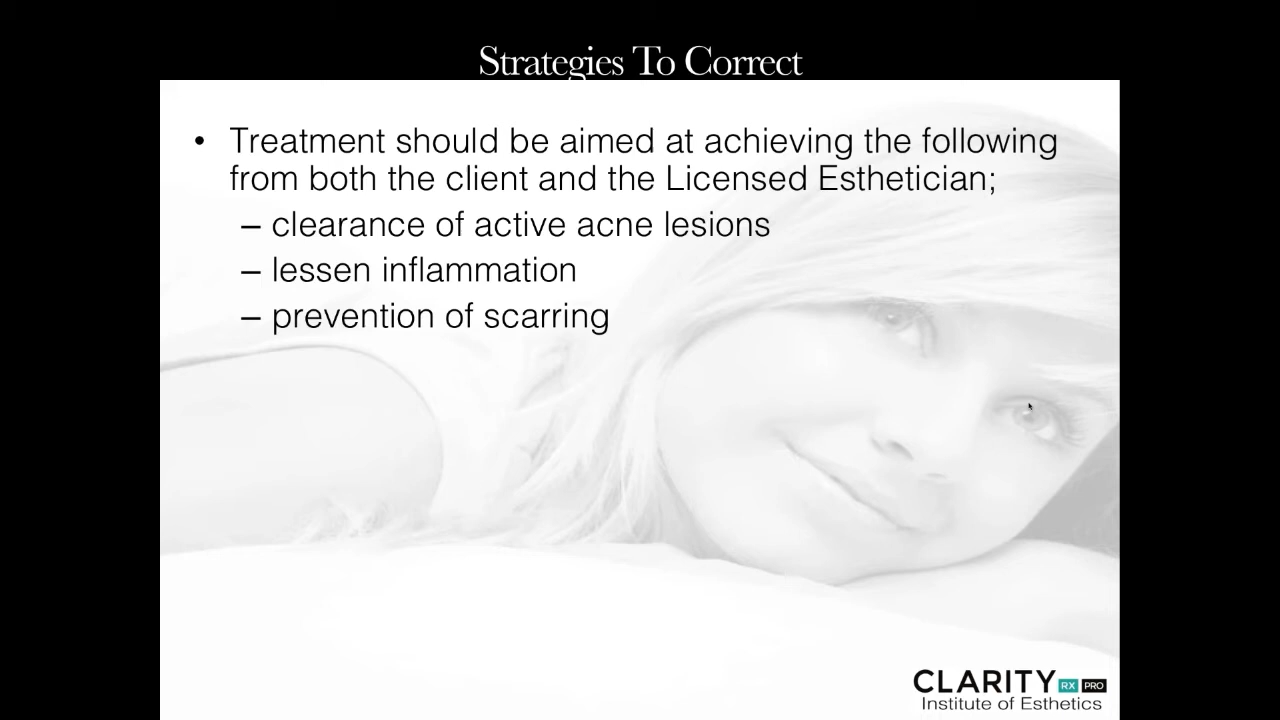 Strategies To Correct
• Treatment should be aimed at achieving the following
from both the client and the Licensed Esthetician;
– clearance of active acne lesions
– lessen inflammation
– prevention of scarring
CLARITY RX PRO
Institute of Esthetics